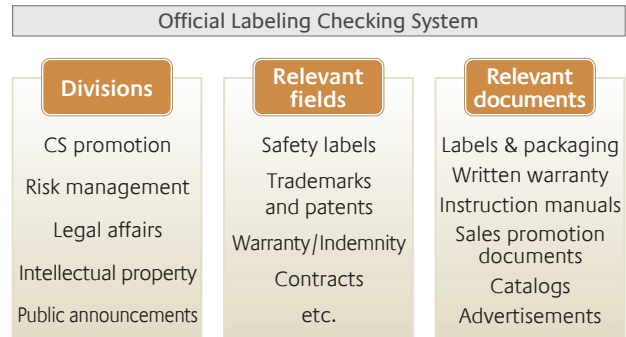 Official Labeling Checking System
Divisions
CS promotion
Risk management
Legal affairs
Intellectual property
Public announcements
Relevant
fields
Safety labels
Trademarks
and patents
Warranty/Indemnity
Contracts
etc.
Relevant
documents
Labels & packaging
Written warranty
Instruction manuals
Sales promotion
documents
Catalogs
Advertisements